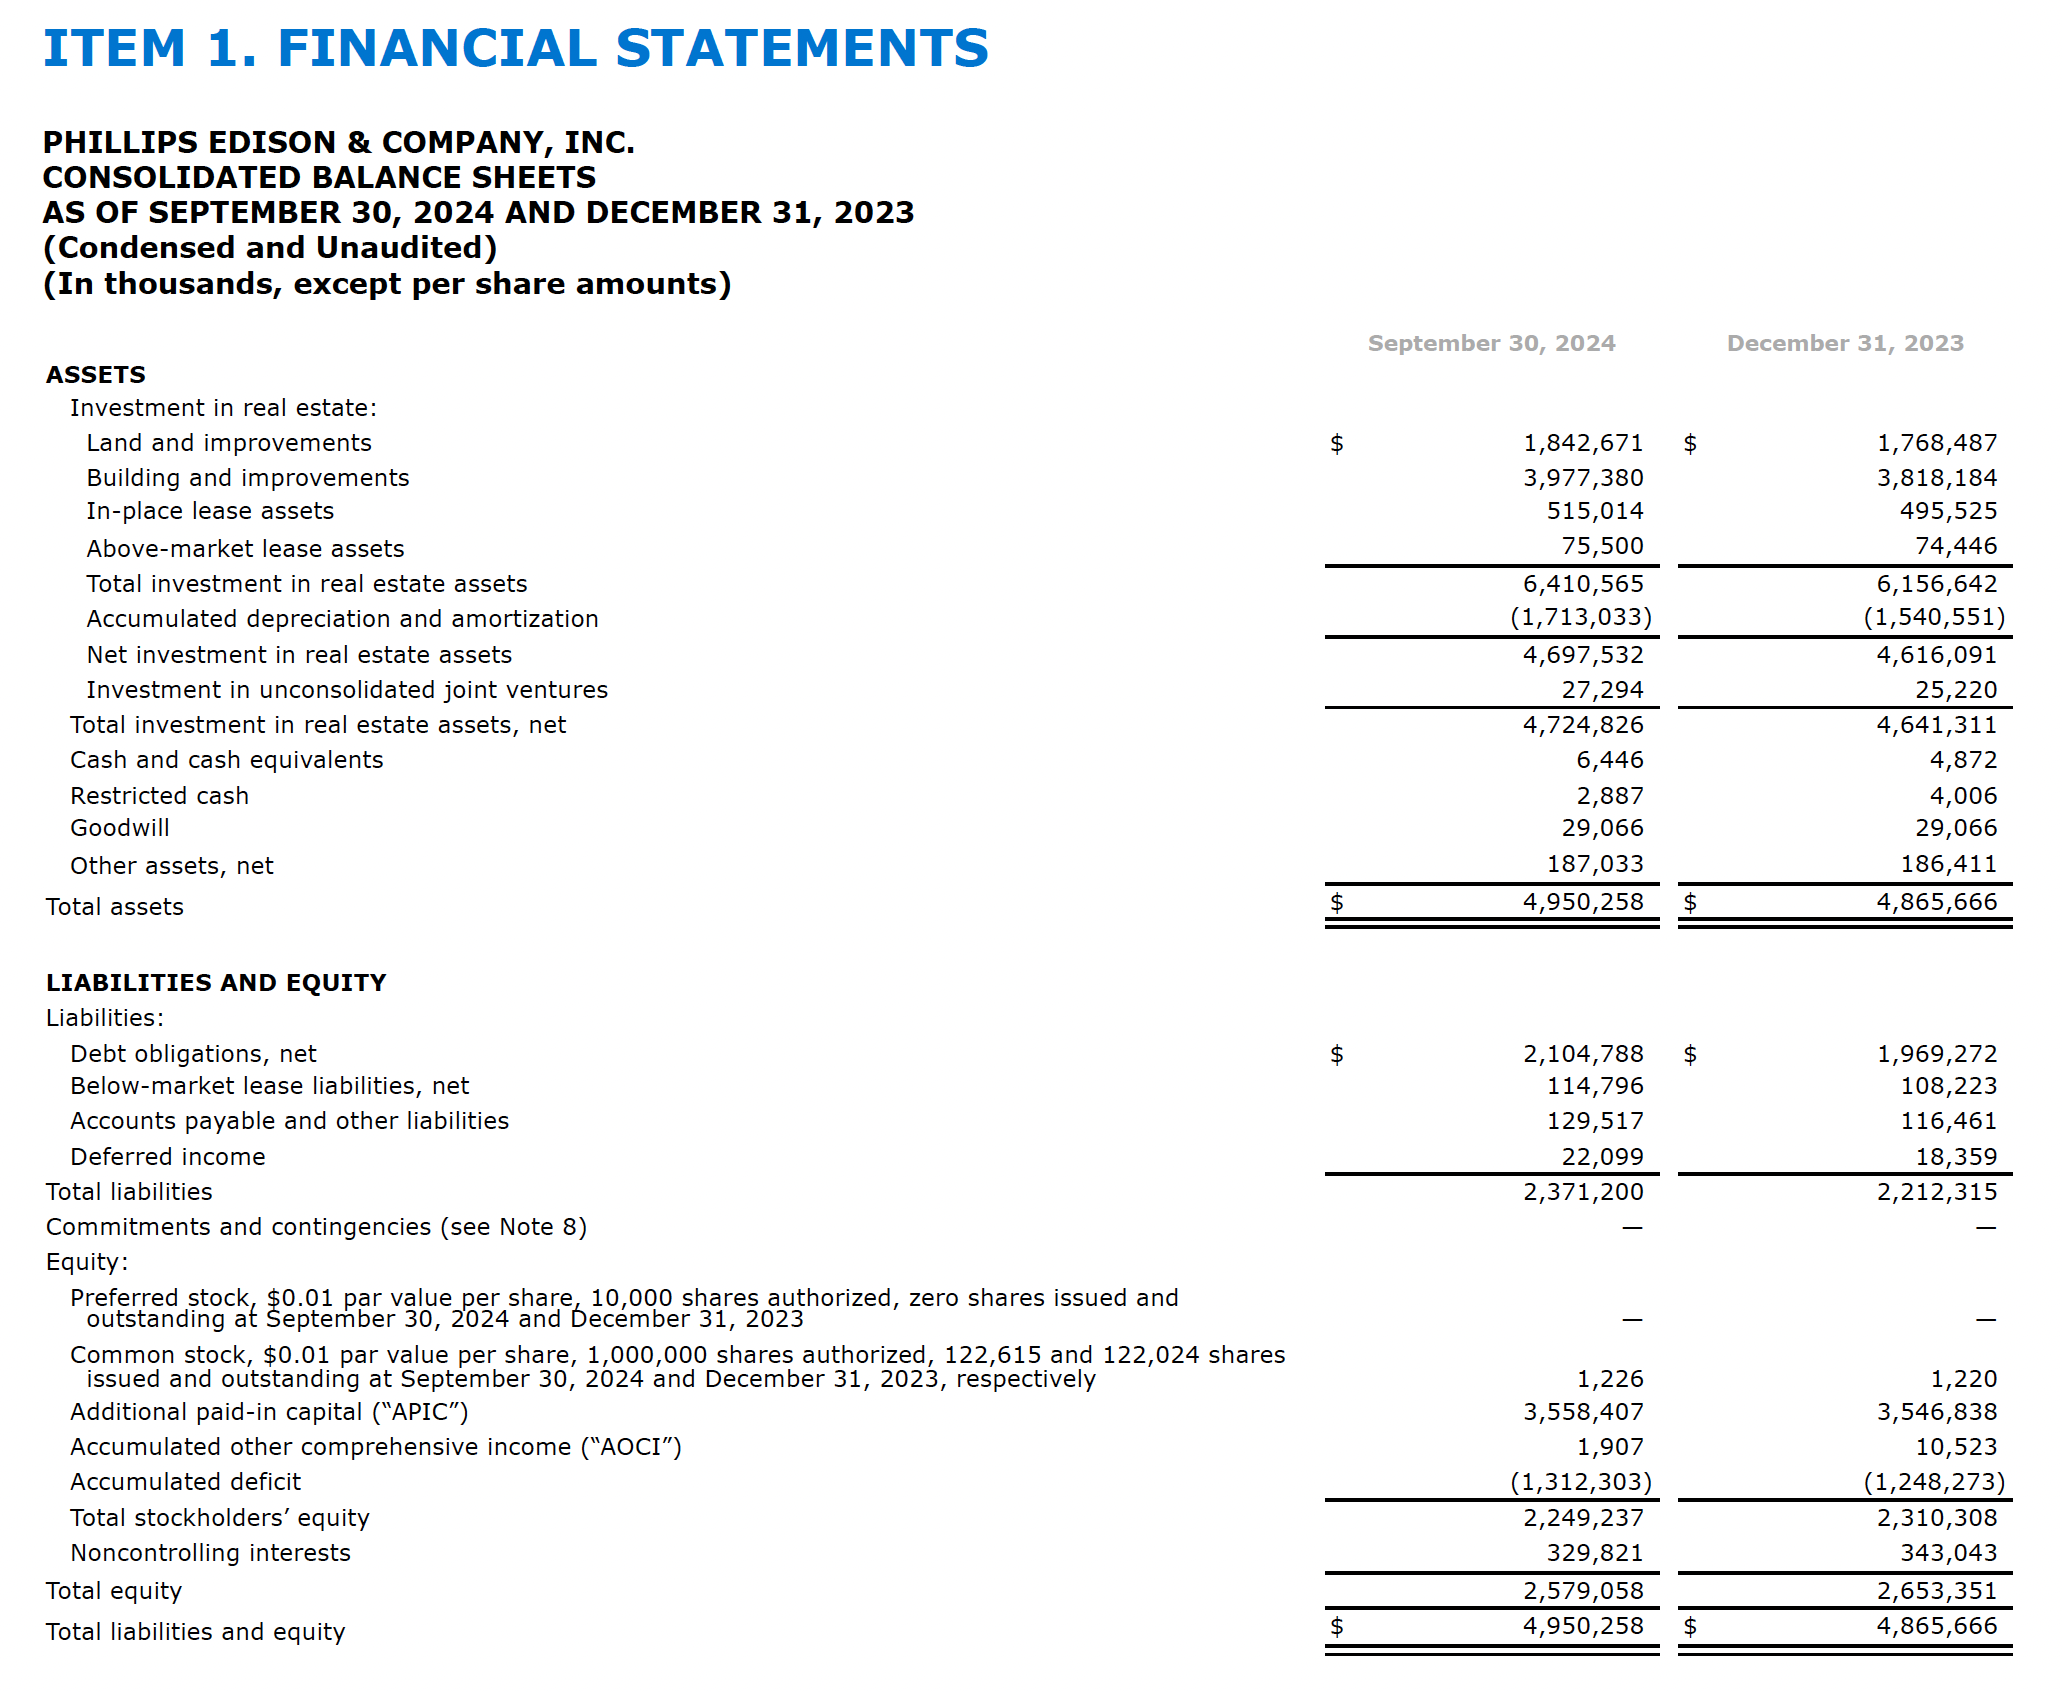 ITEM 1. FINANCIAL STATEMENTS
PHILLIPS EDISON & COMPANY, INC.
CONSOLIDATED BALANCE SHEETS
AS OF SEPTEMBER 30, 2024 AND DECEMBER 31, 2023
(Condensed and Unaudited)
(In thousands, except per share amounts)
September 30, 2024 December 31, 2023
ASSETS
Investment in real estate:
Land and improvements $ 1,842,671 $ 1,768,487
Building and improvements 3,977,380 3,818,184
In-place lease assets 515,014 495,525
Above-market lease assets 75,500 74,446
Total investment in real estate assets 6,410,565 6,156,642
Accumulated depreciation and amortization (1,713,033) (1,540,551)
Net investment in real estate assets 4,697,532 4,616,091
Investment in unconsolidated joint ventures 27,294 25,220
Total investment in real estate assets, net 4,724,826 4,641,311
Cash and cash equivalents 6,446 4,872
Restricted cash 2,887 4,006
Goodwill 29,066 29,066
Other assets, net 187,033 186,411
Total assets $ 4,950,258 $ 4,865,666
LIABILITIES AND EQUITY
Liabilities:
Debt obligations, net $ 2,104,788 $ 1,969,272
Below-market lease liabilities, net 114,796 108,223
Accounts payable and other liabilities 129,517 116,461
Deferred income 22,099 18,359
Total liabilities 2,371,200 2,212,315
Commitments and contingencies (see Note 8) — —
Equity:
Preferred stock, $0.01 par value per share, 10,000 shares authorized, zero shares issued and
outstanding at September 30, 2024 and December 31, 2023 — —
Common stock, $0.01 par value per share, 1,000,000 shares authorized, 122,615 and 122,024 shares
issued and outstanding at September 30, 2024 and December 31, 2023, respectively 1,226 1,220
Additional paid-in capital (“APIC”) 3,558,407 3,546,838
Accumulated other comprehensive income (“AOCI”) 1,907 10,523
Accumulated deficit (1,312,303) (1,248,273)
Total stockholders’ equity 2,249,237 2,310,308
Noncontrolling interests 329,821 343,043
Total equity 2,579,058 2,653,351
Total liabilities and equity $ 4,950,258 $ 4,865,666